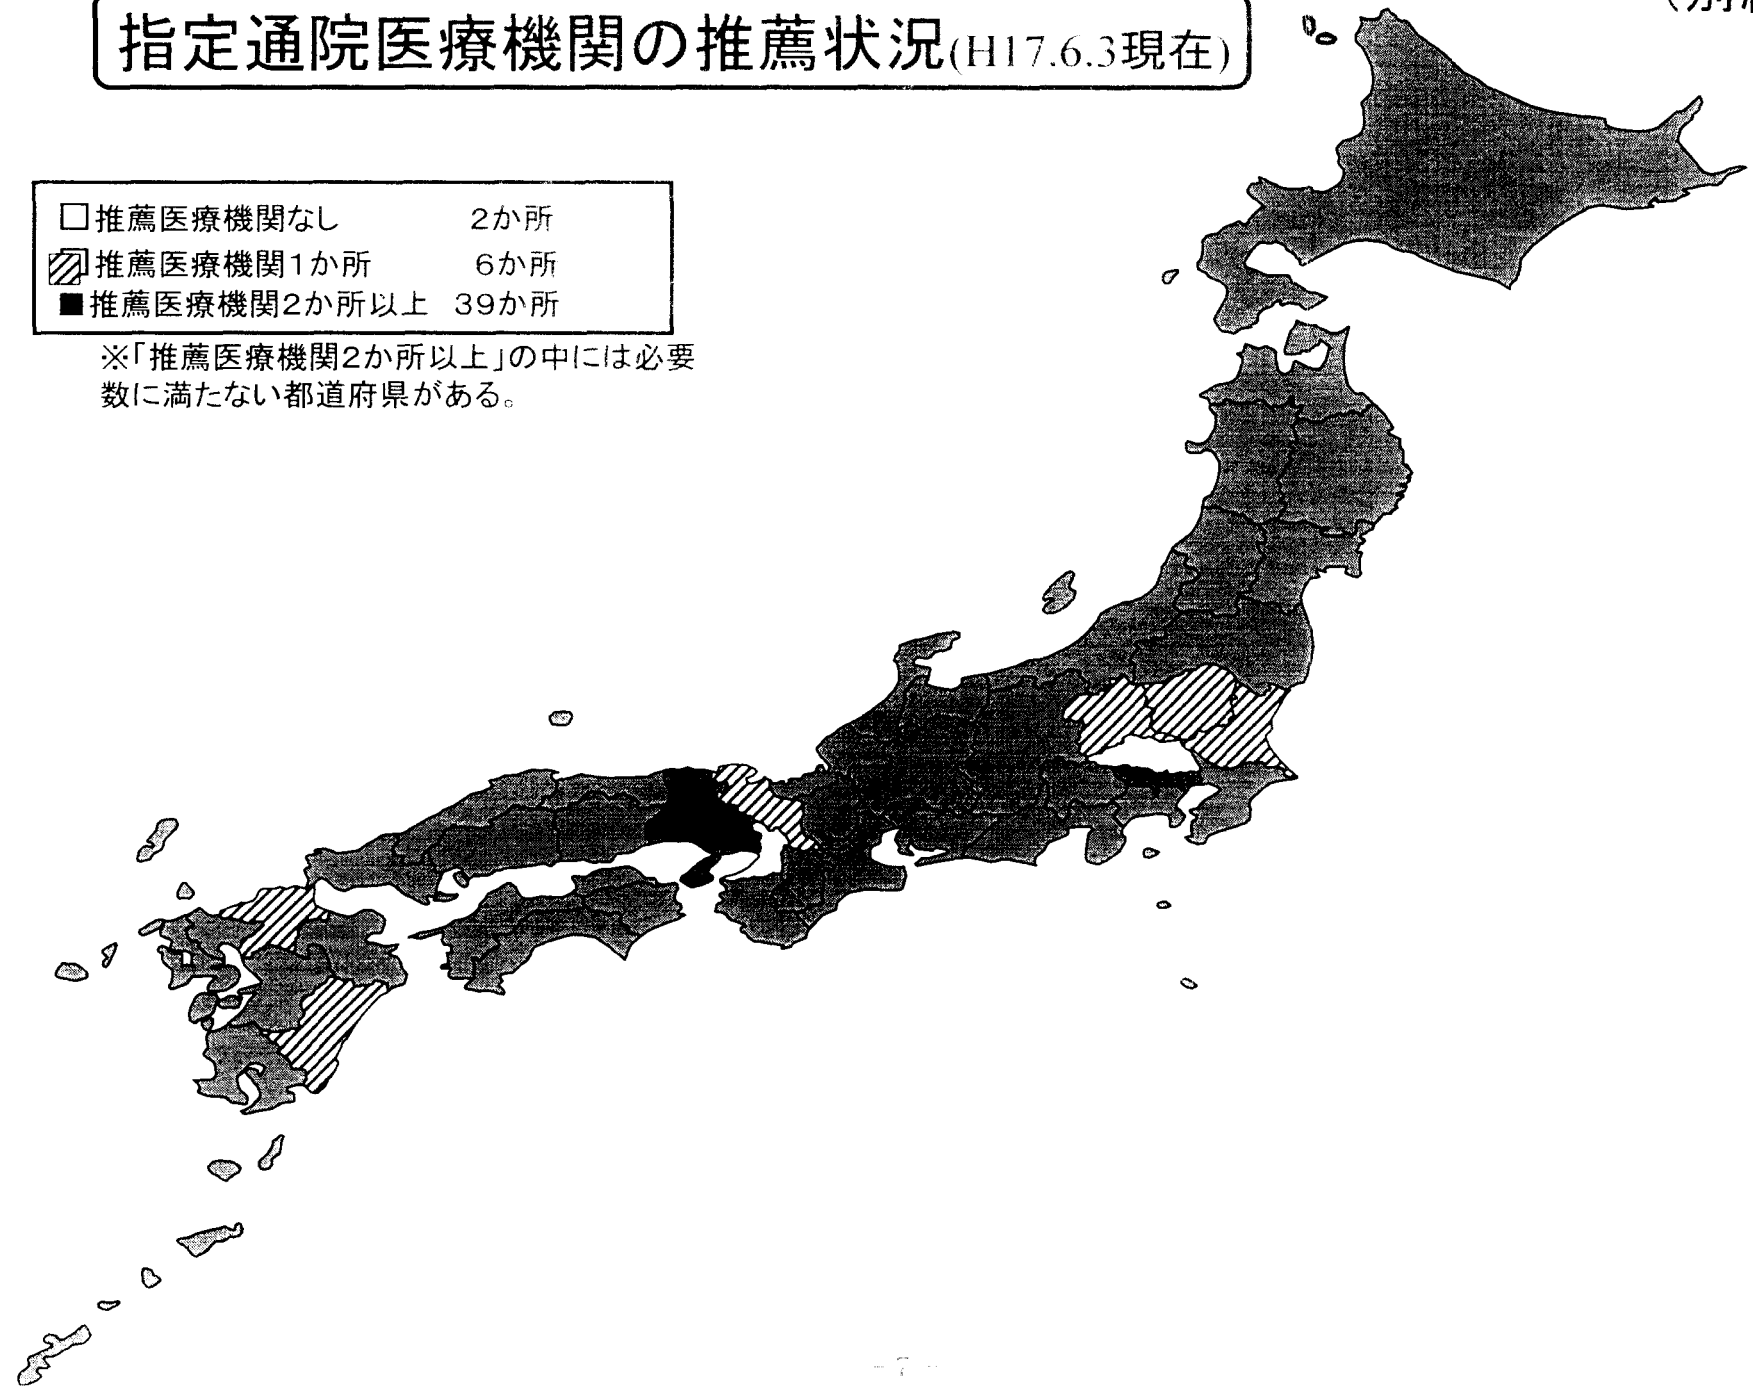 指定通院医療機関の推薦状況(H17.6.3現在)
□推薦医療機関なし 2か所
推薦医療機関1か所 6か所
■推薦医療機関2か所以上 39か所
※「推薦医療機関2か所以上」の中には必要
数に満たない都道府県がある。
- 7 -